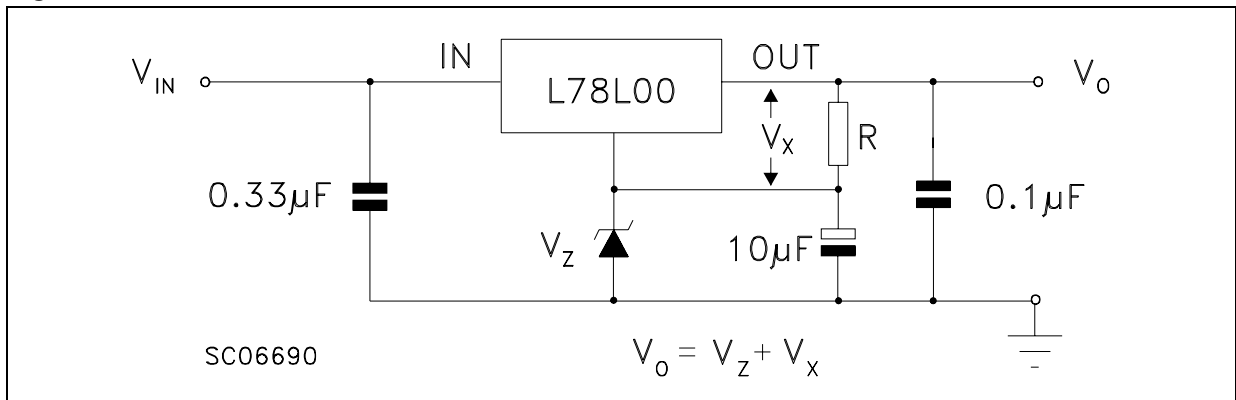 IN
OUT
V_IN
L78L00
V_O
V_X
R
0.33µF
0.1µF
V_Z
10µF
SC06690
V_O = V_Z + V_X